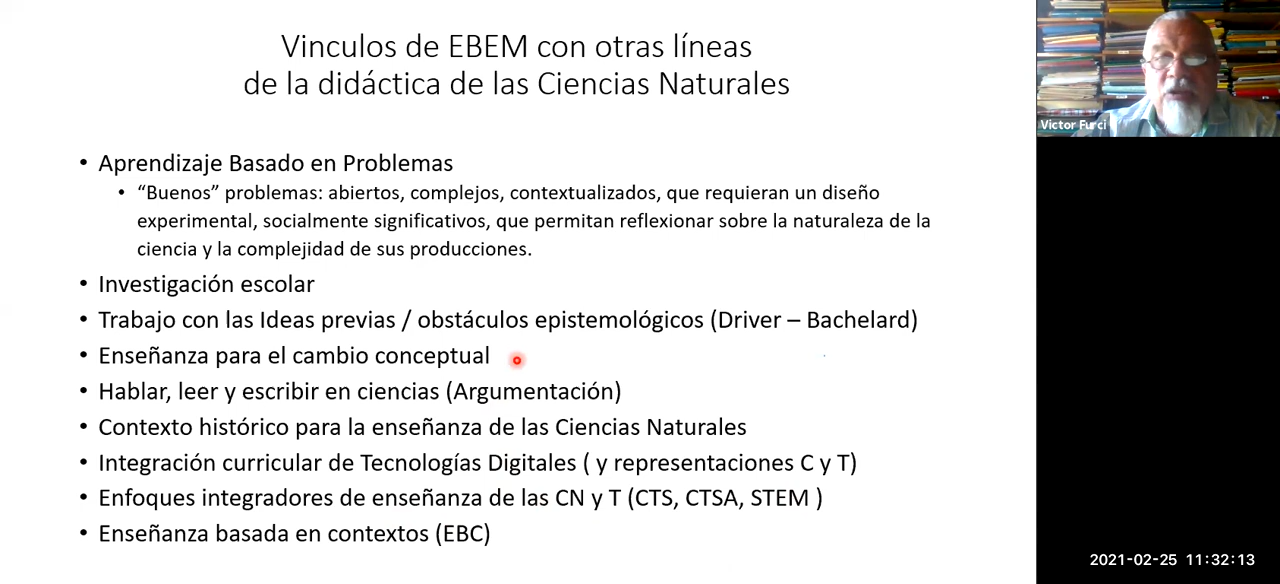 Vinculos de EBEM con otras líneas
de la didáctica de las Ciencias Naturales
• Aprendizaje Basado en Problemas
• “Buenos” problemas: abiertos, complejos, contextualizados, que requieran un diseño
experimental, socialmente significativos, que permitan reflexionar sobre la naturaleza de la
ciencia y la complejidad de sus producciones.
• Investigación escolar
• Trabajo con las Ideas previas / obstáculos epistemológicos (Driver – Bachelard)
• Enseñanza para el cambio conceptual
• Hablar, leer y escribir en ciencias (Argumentación)
• Contexto histórico para la enseñanza de las Ciencias Naturales
• Integración curricular de Tecnologías Digitales ( y representaciones C y T)
• Enfoques integradores de enseñanza de las CN y T (CTS, CTSA, STEM )
• Enseñanza basada en contextos (EBC)
Victor Furci
2021-02-25 11:32:13